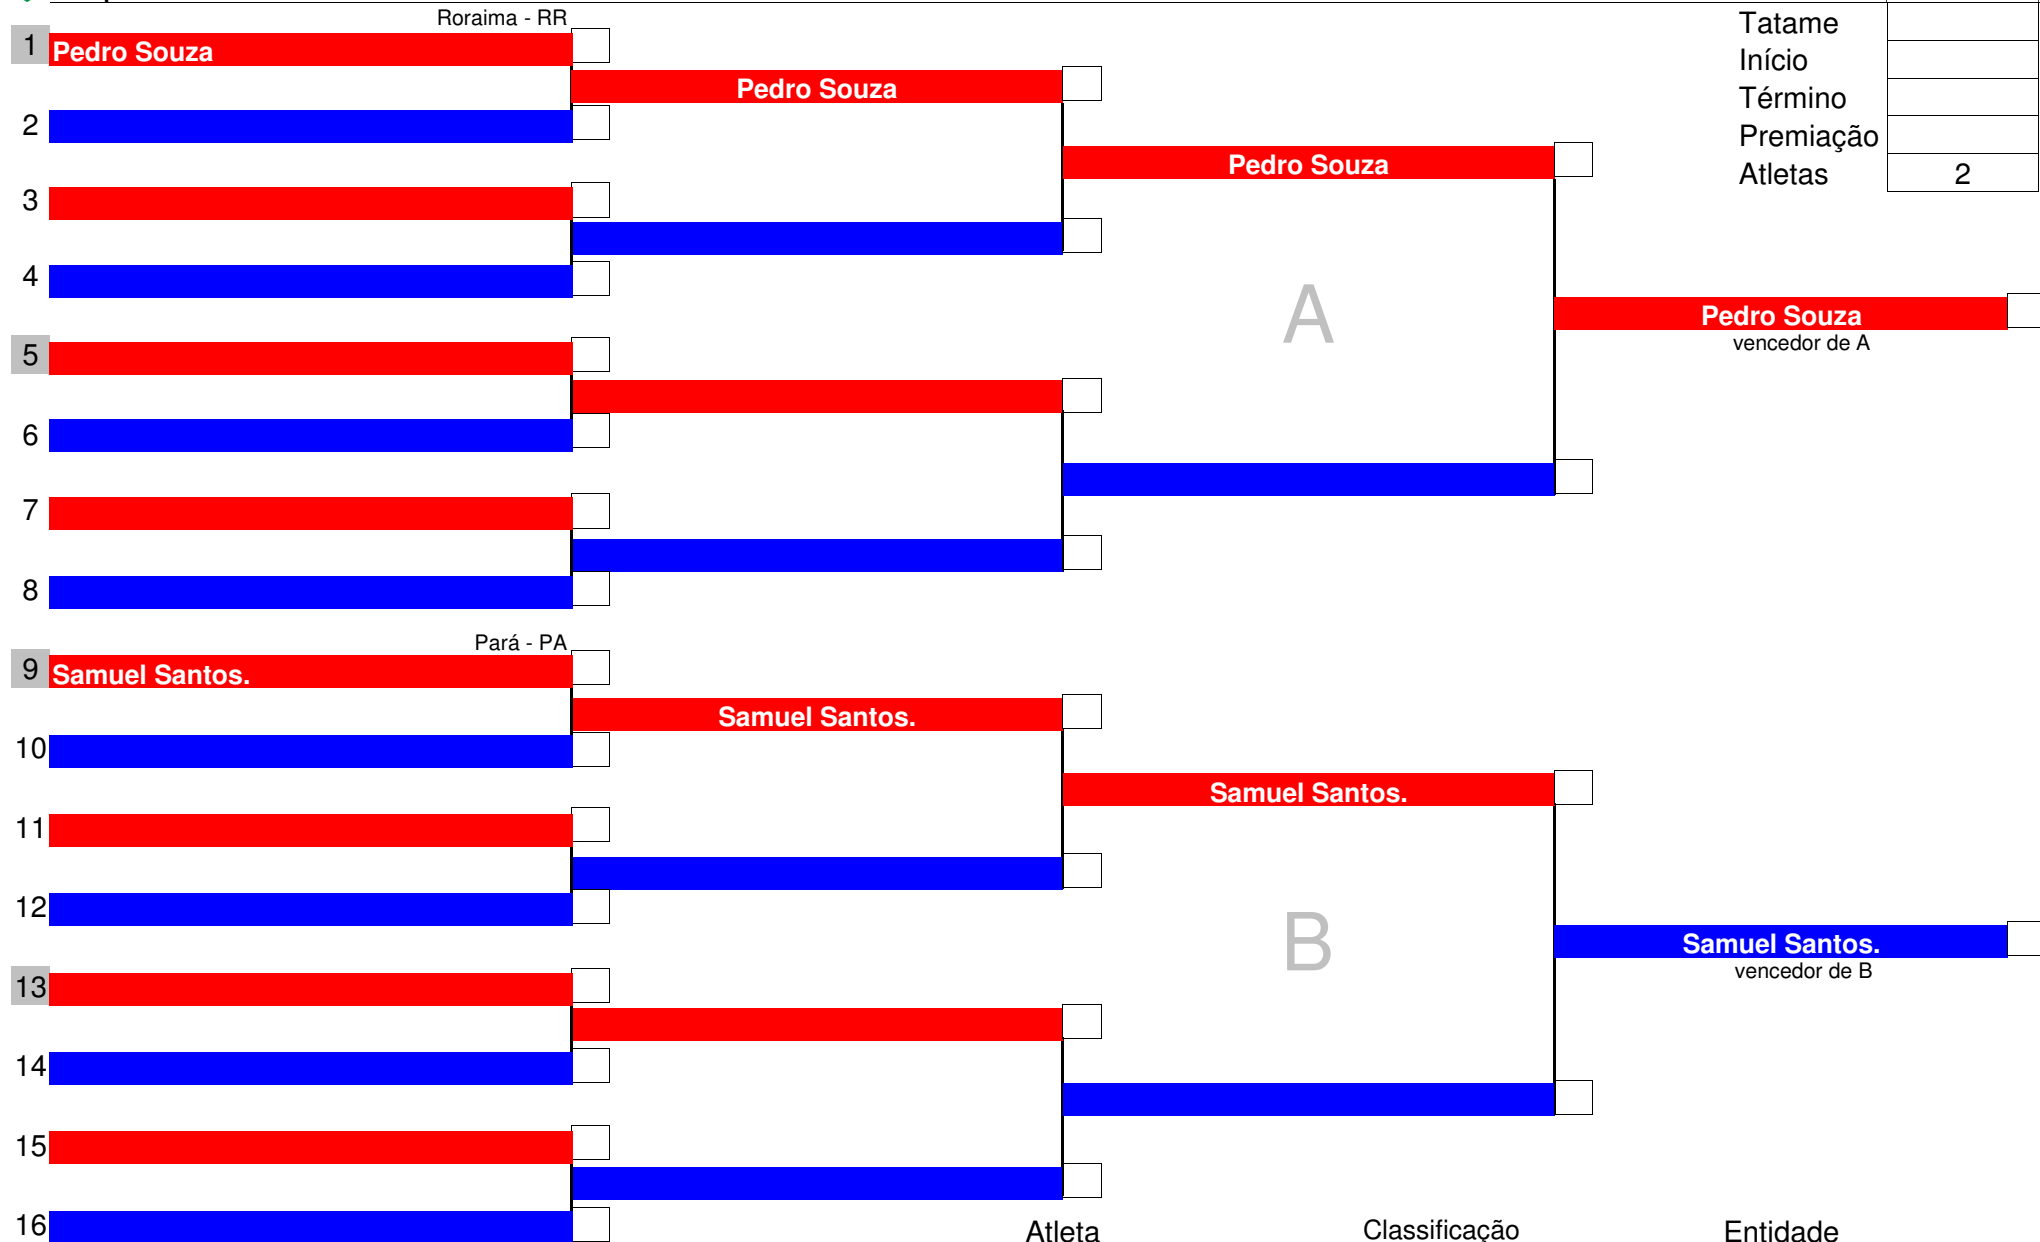 Roraima - RR
Tatame
1 Pedro Souza
Pedro Souza
Início
Término
2
Premiação
Pedro Souza
Atletas 2
3
4
A
Pedro Souza
vencedor de A
5
6
7
8
Pará - PA
9 Samuel Santos.
Samuel Santos.
10
Samuel Santos.
11
12
B
Samuel Santos.
vencedor de B
13
14
15
16
Atleta Classificação Entidade